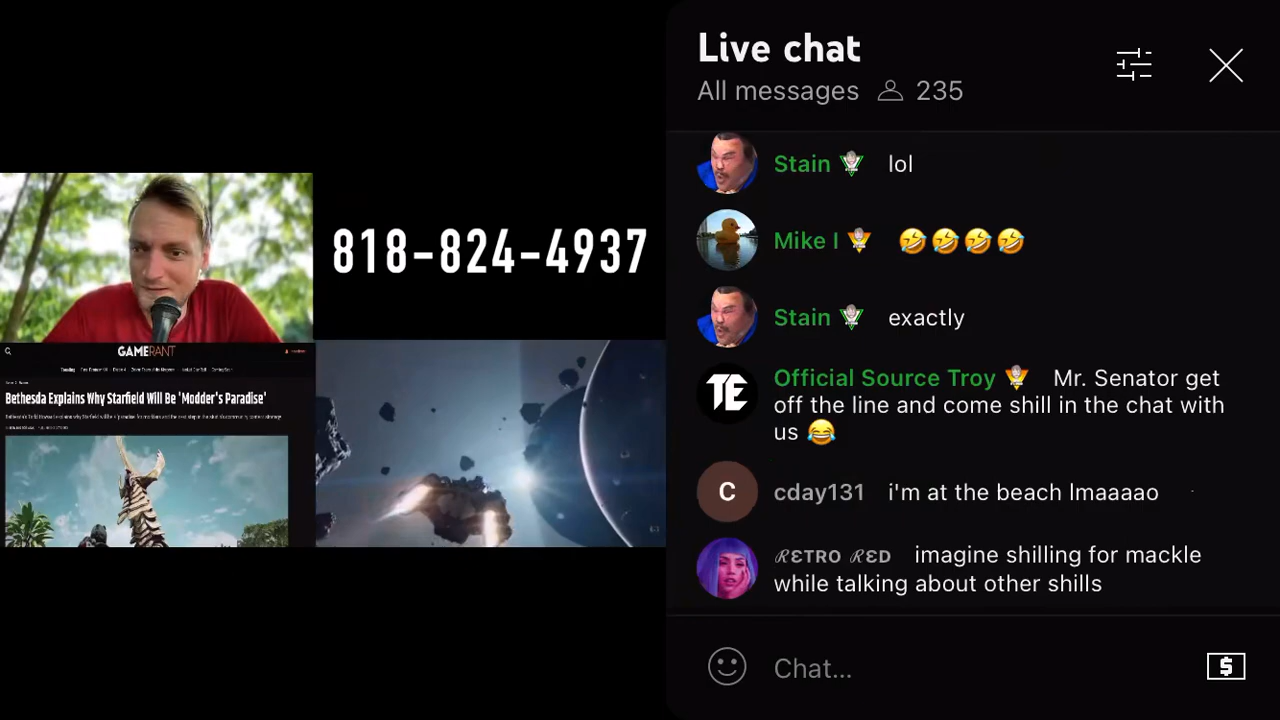 Live chat
All messages 235
Stain lol
Mike I 🤣🤣🤣🤣
Stain exactly
Official Source Troy Mr. Senator get
off the line and come shill in the chat with
us 😂
C cday131 i'm at the beach lmaaaao
ℛℰTRO ℛℰD imagine shilling for mackle
while talking about other shills
Chat...
818-824-4937
GAMERANT
Trending
Bethesda Explains Why Starfield Will Be 'Modder's Paradise'
TE
$